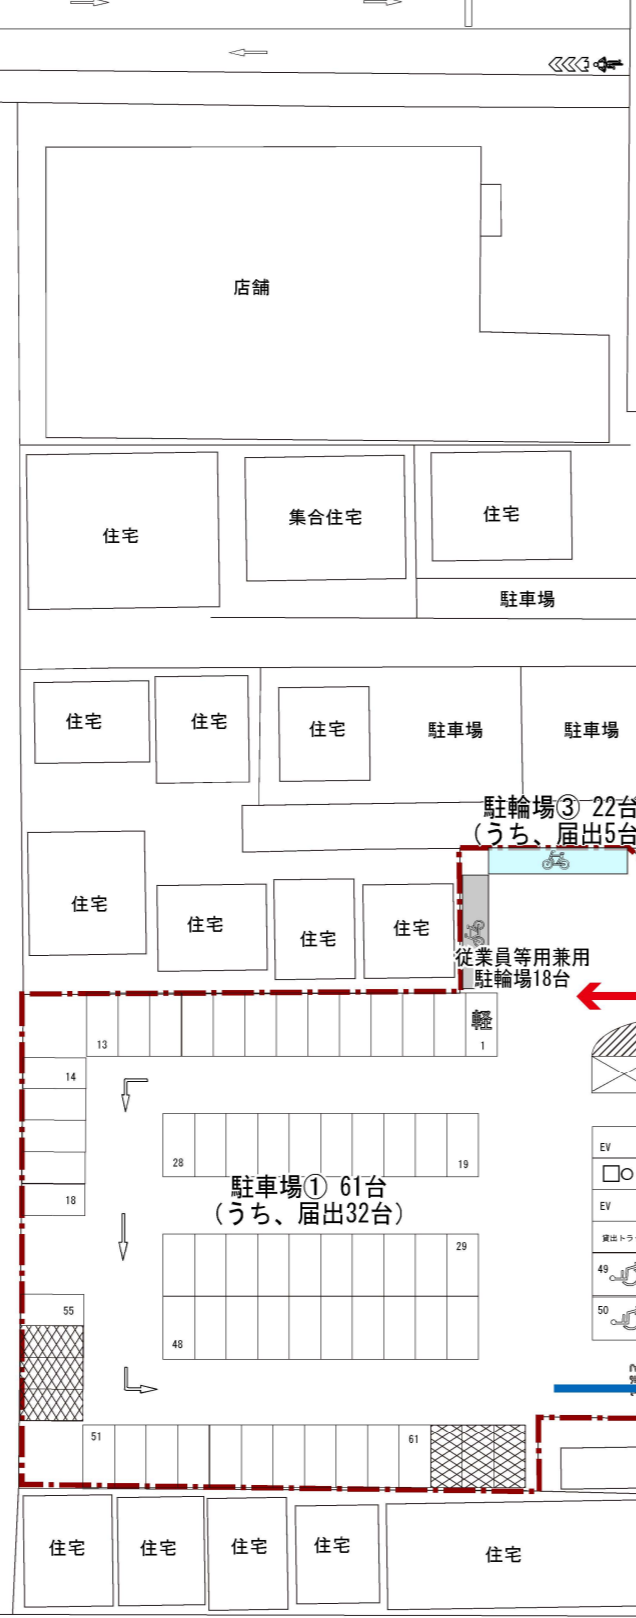 店舗
住宅
集合住宅
住宅
駐車場
住宅
住宅
住宅
駐車場
駐車場
駐輪場③ 22台
(うち、届出5台
住宅
住宅
住宅
住宅
従業員等用兼用
駐輪場18台
軽
13
1
14
28
19
18
駐車場① 61台
(うち、届出32台)
EV
EV
貸出トラ
29
49
50
55
48
51
61
住宅
住宅
住宅
住宅
住宅